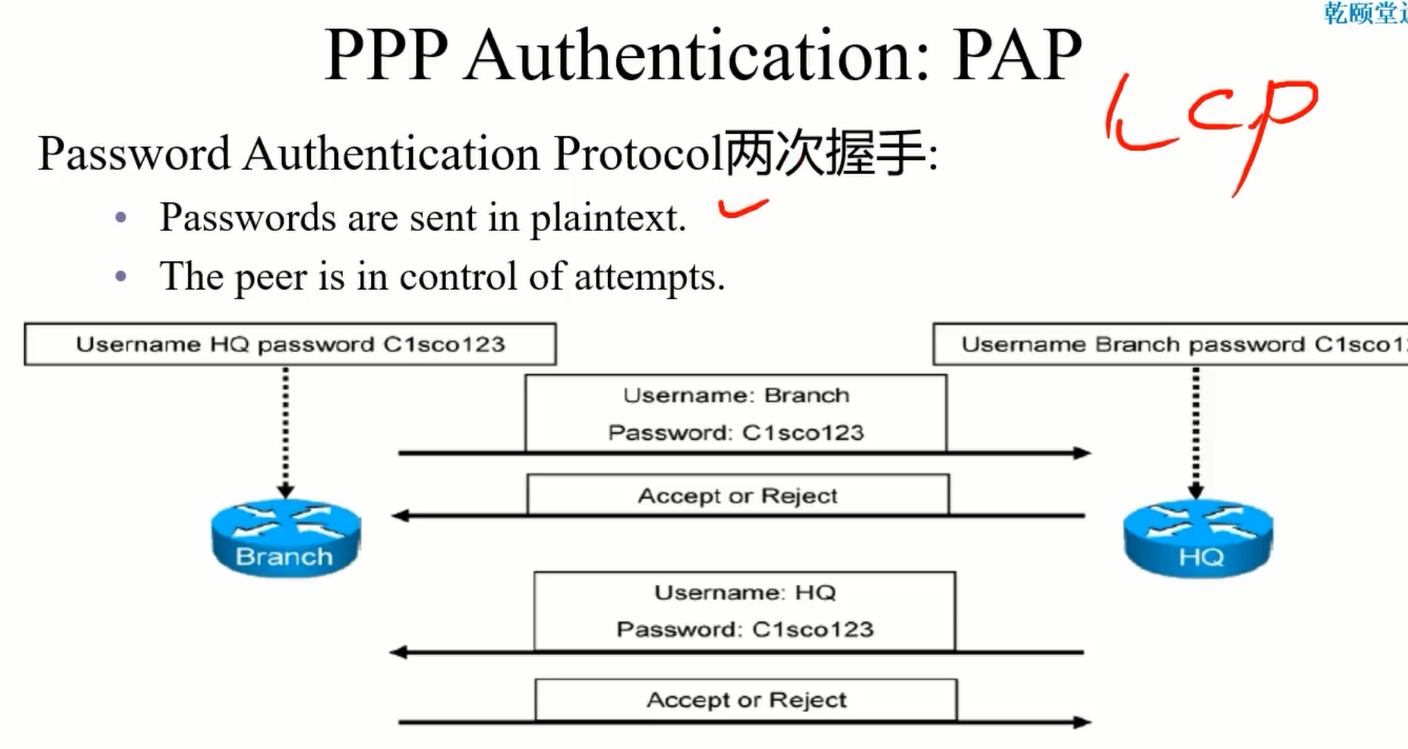 乾颐堂
PPP Authentication: PAP
LCP
Password Authentication Protocol两次握手:
• Passwords are sent in plaintext.
• The peer is in control of attempts.
Username HQ password C1sco123
Username Branch password C1sco1
Username: Branch
Password: C1sco123
Accept or Reject
Branch
HQ
Username: HQ
Password: C1sco123
Accept or Reject